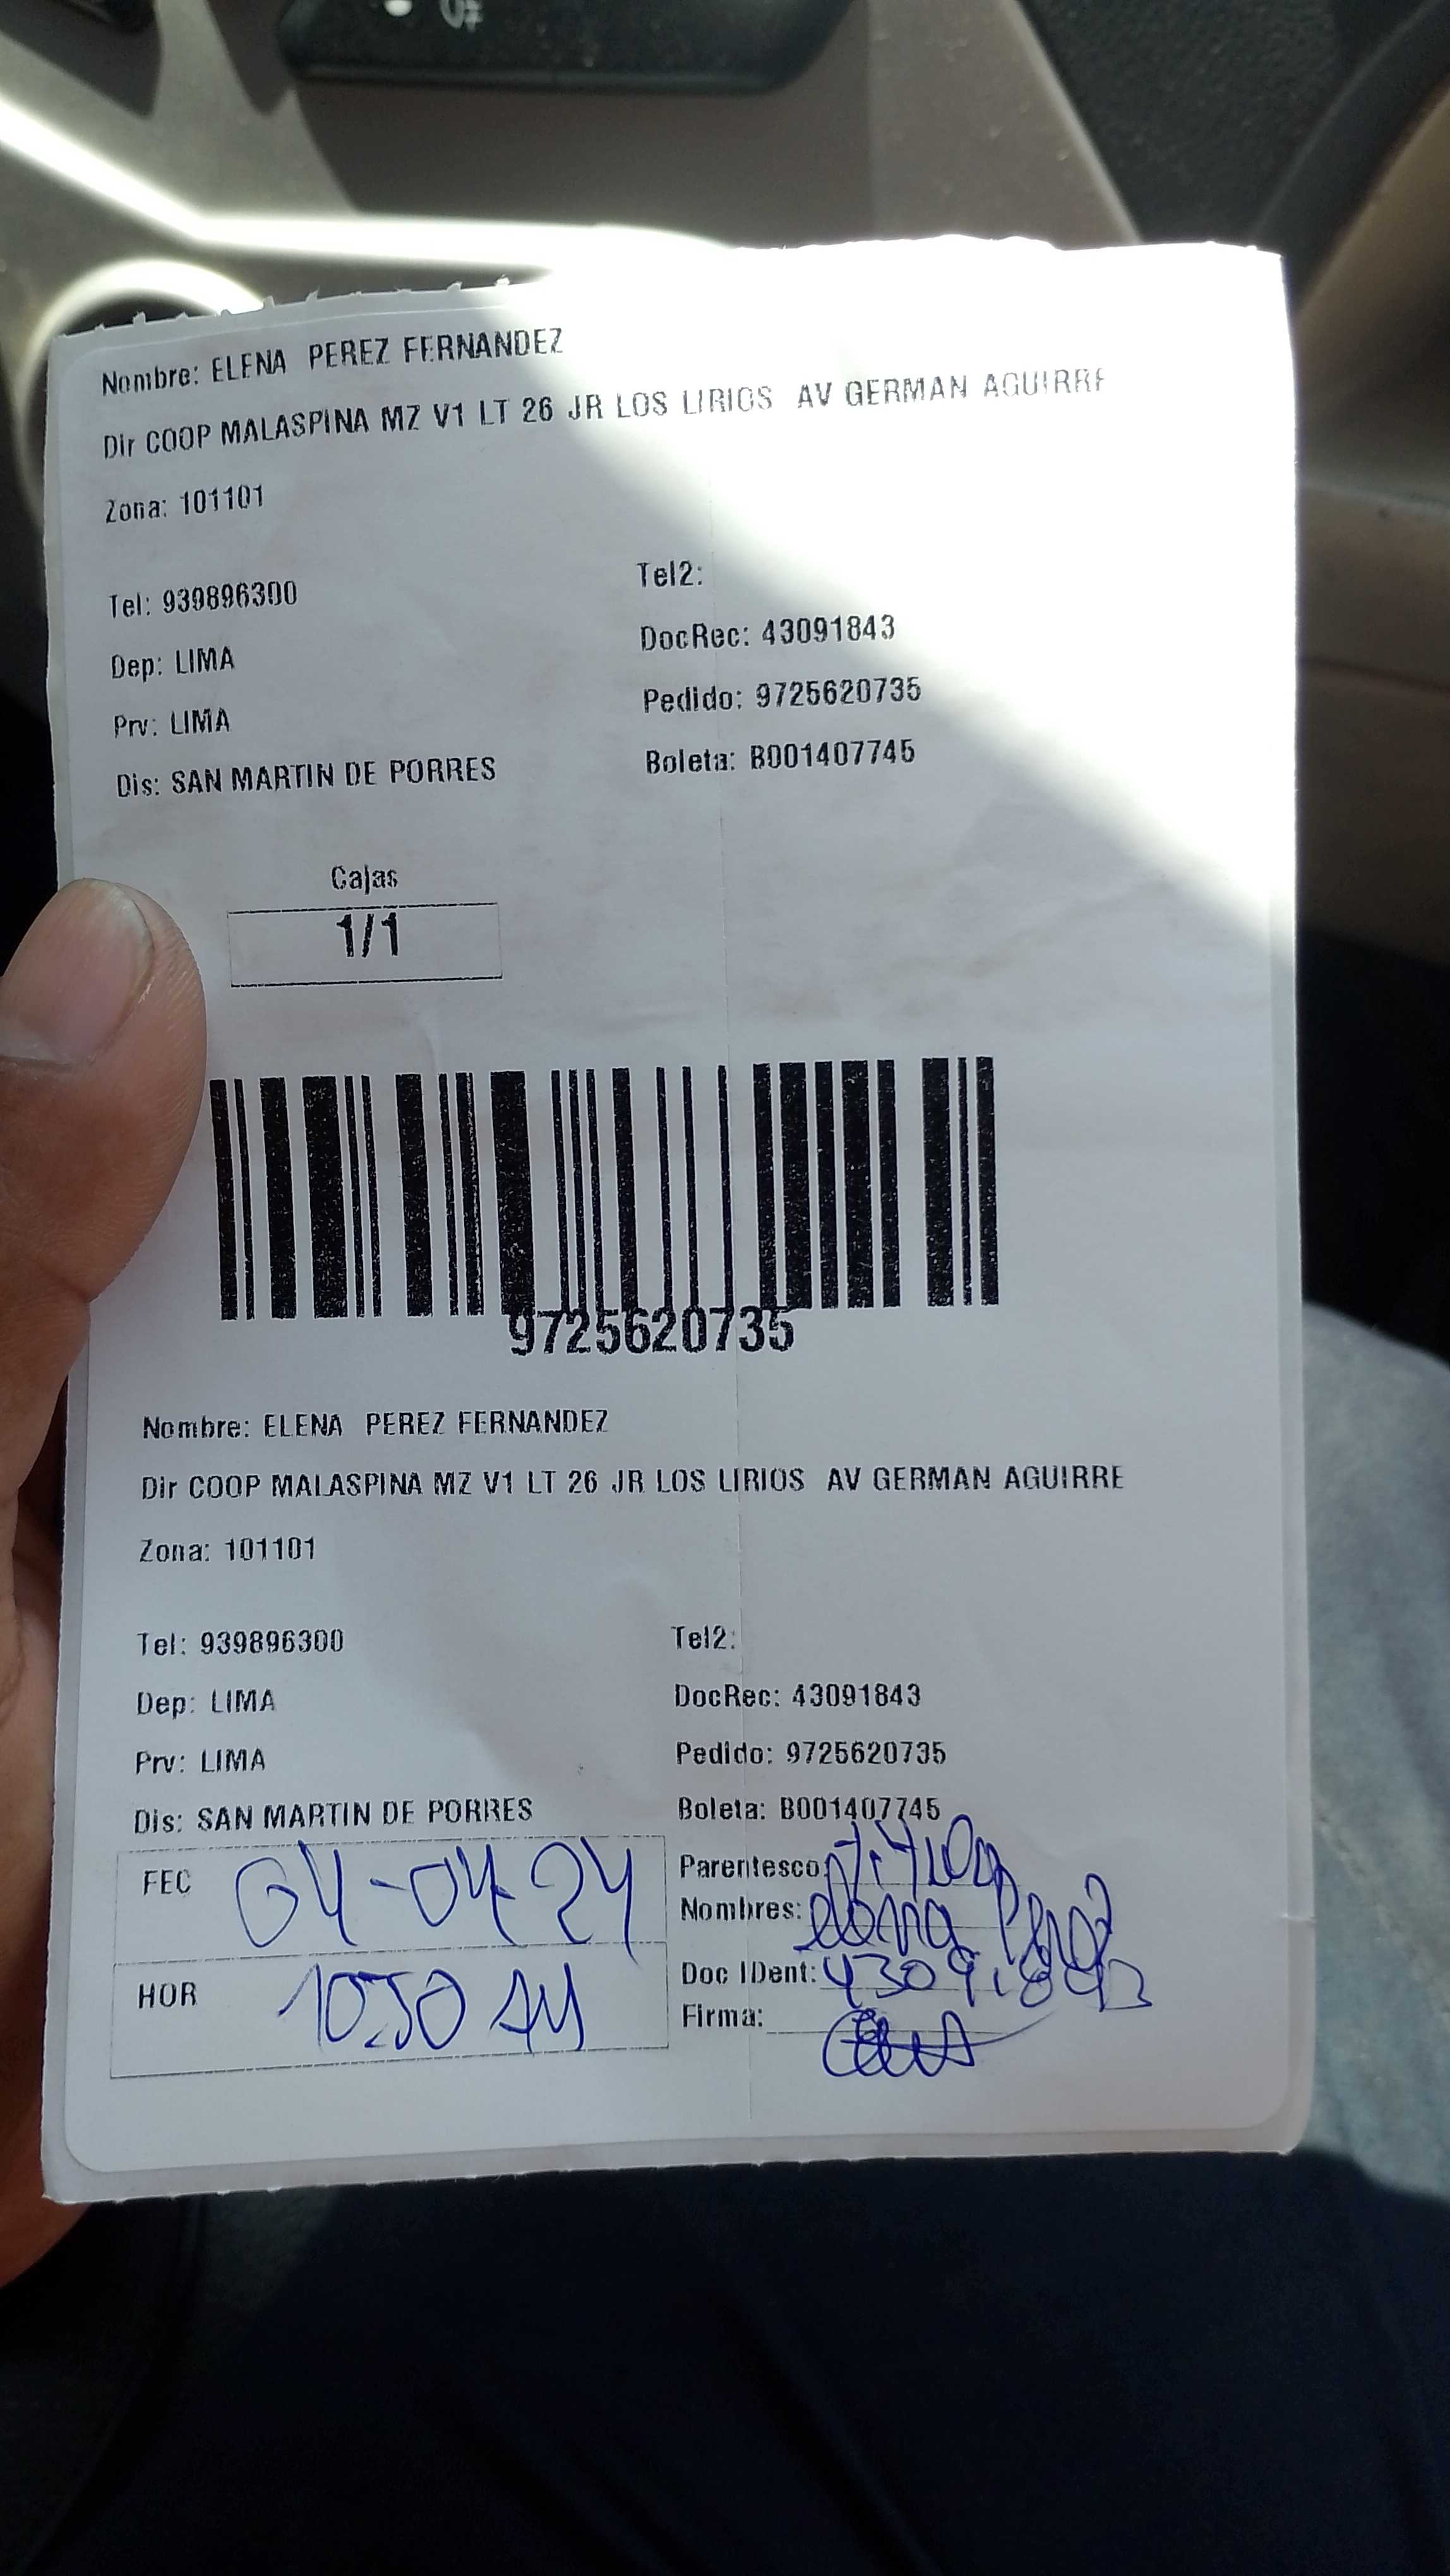 Nombre: ELENA PEREZ FERNANDEZ
Dir COOP MALASPINA MZ V1 LT 26 JR LOS LIRIOS AV GERMAN AGUIRRE
Zona: 101101
Tel: 939896300 Tel2:
Dep: LIMA DocRec: 43091843
Prv: LIMA Pedido: 9725620735
Dis: SAN MARTIN DE PORRES Boleta: B001407745
Cajas
1/1
9725620735
Nombre: ELENA PEREZ FERNANDEZ
Dir COOP MALASPINA MZ V1 LT 26 JR LOS LIRIOS AV GERMAN AGUIRRE
Zona: 101101
Tel: 939896300 Tel2:
Dep: LIMA DocRec: 43091843
Prv: LIMA Pedido: 9725620735
Dis: SAN MARTIN DE PORRES Boleta: B001407745
FEC 04-04-24 Parentesco:
Nombres: elena Perez
HOR 10:50 AM Doc IDent: 43091843
Firma: